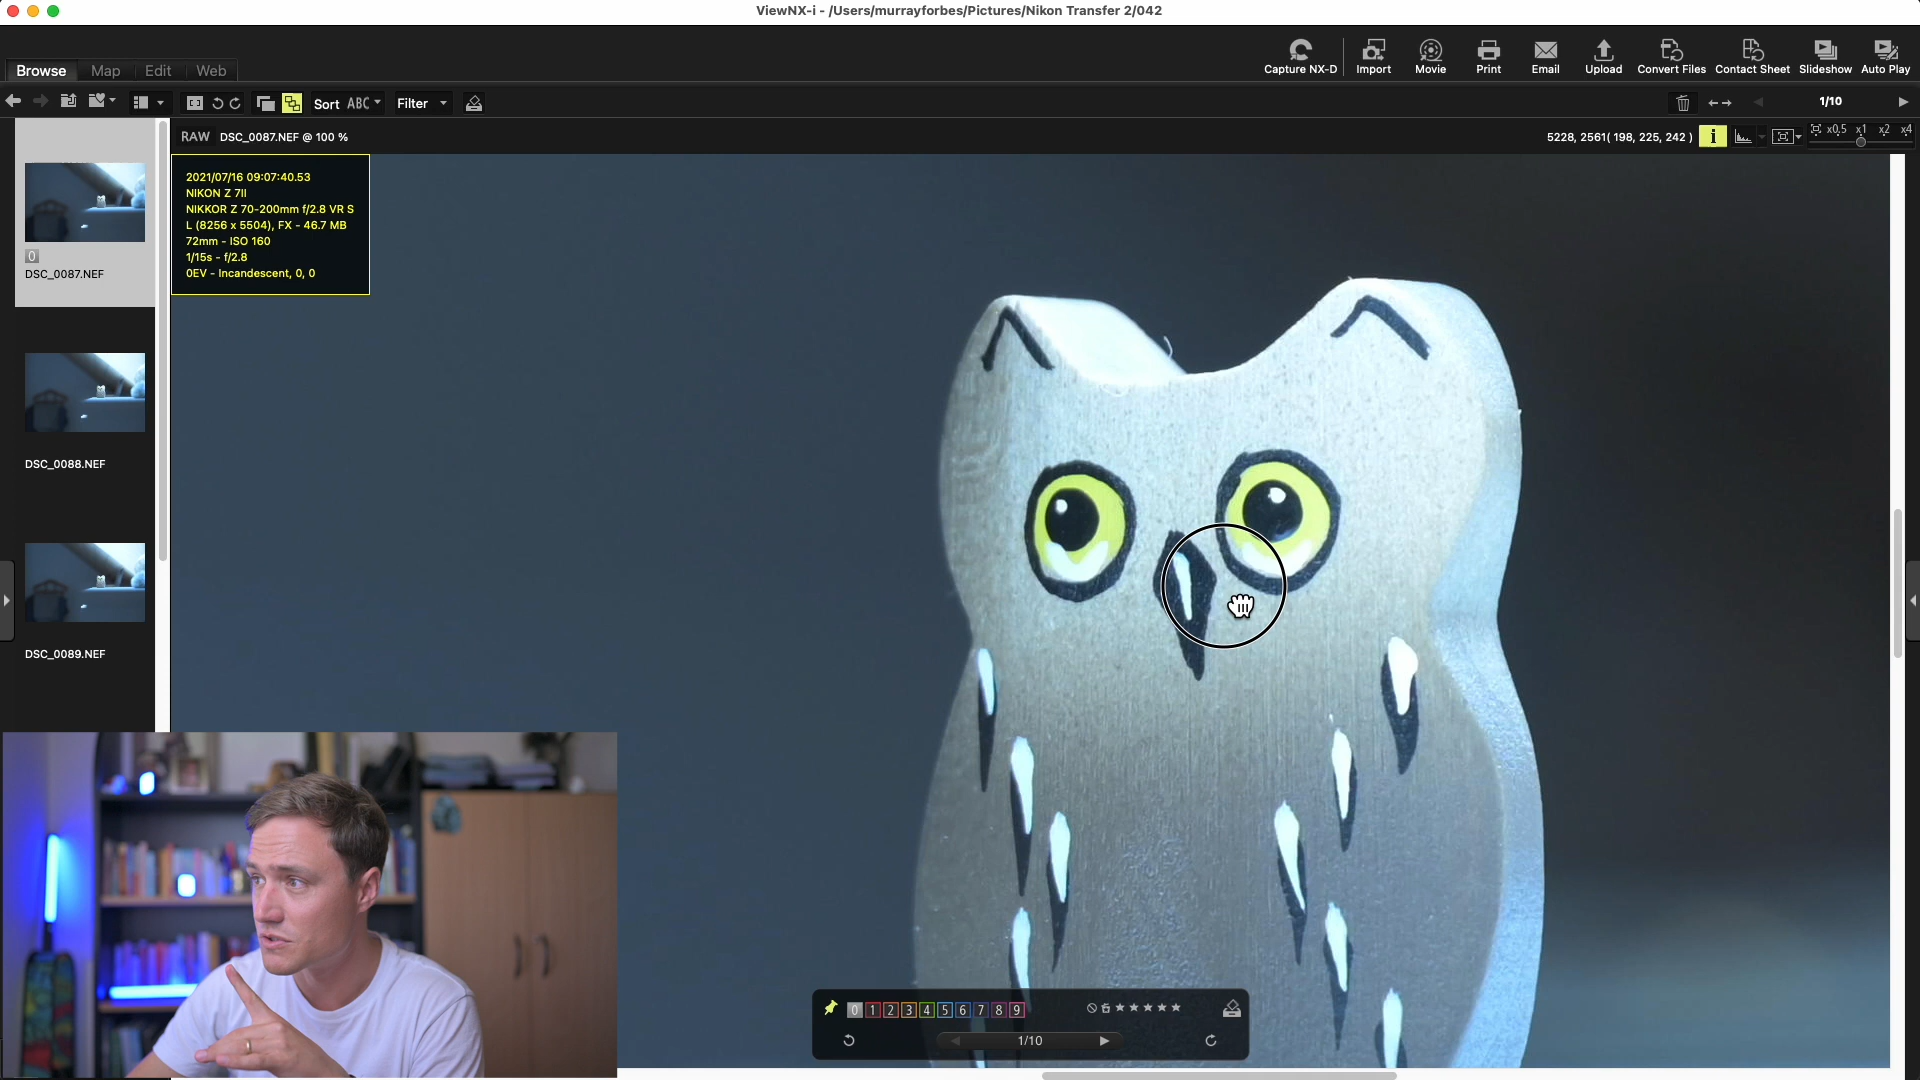 ViewNX-i - /Users/murrayforbes/Pictures/Nikon Transfer 2/042
Browse Map Edit Web
Capture NX-D Import Movie Print Email Upload Convert Files Contact Sheet Slideshow Auto Play
Sort ABC Filter 1/10
RAW DSC_0087.NEF @ 100 % 5228, 2561( 198, 225, 242 ) i x0.5 x1 x2 x4
2021/07/16 09:07:40.53
NIKON Z 7II
NIKKOR Z 70-200mm f/2.8 VR S
L (8256 x 5504), FX - 46.7 MB
72mm - ISO 160
1/15s - f/2.8
0EV - Incandescent, 0, 0
0
DSC_0087.NEF
DSC_0088.NEF
DSC_0089.NEF
0 1 2 3 4 5 6 7 8 9
1/10